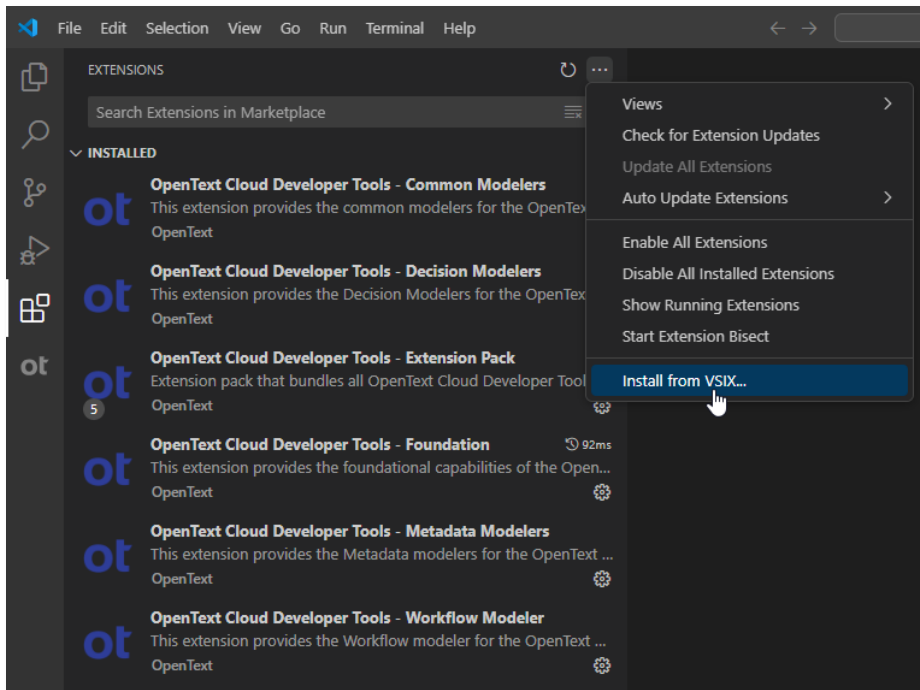 File Edit Selection View Go Run Terminal Help
EXTENSIONS
Search Extensions in Marketplace
INSTALLED
ot
OpenText Cloud Developer Tools - Common Modelers
This extension provides the common modelers for the OpenTex
OpenText
ot
OpenText Cloud Developer Tools - Decision Modelers
This extension provides the Decision Modelers for the OpenTex
OpenText
ot
5
OpenText Cloud Developer Tools - Extension Pack
Extension pack that bundles all OpenText Cloud Developer Tool
OpenText
ot
OpenText Cloud Developer Tools - Foundation 92ms
This extension provides the foundational capabilities of the Open...
OpenText
ot
OpenText Cloud Developer Tools - Metadata Modelers
This extension provides the Metadata modelers for the OpenText ...
OpenText
ot
OpenText Cloud Developer Tools - Workflow Modeler
This extension provides the Workflow modeler for the OpenText ...
OpenText
ot
Views
Check for Extension Updates
Update All Extensions
Auto Update Extensions
Enable All Extensions
Disable All Installed Extensions
Show Running Extensions
Start Extension Bisect
Install from VSIX...